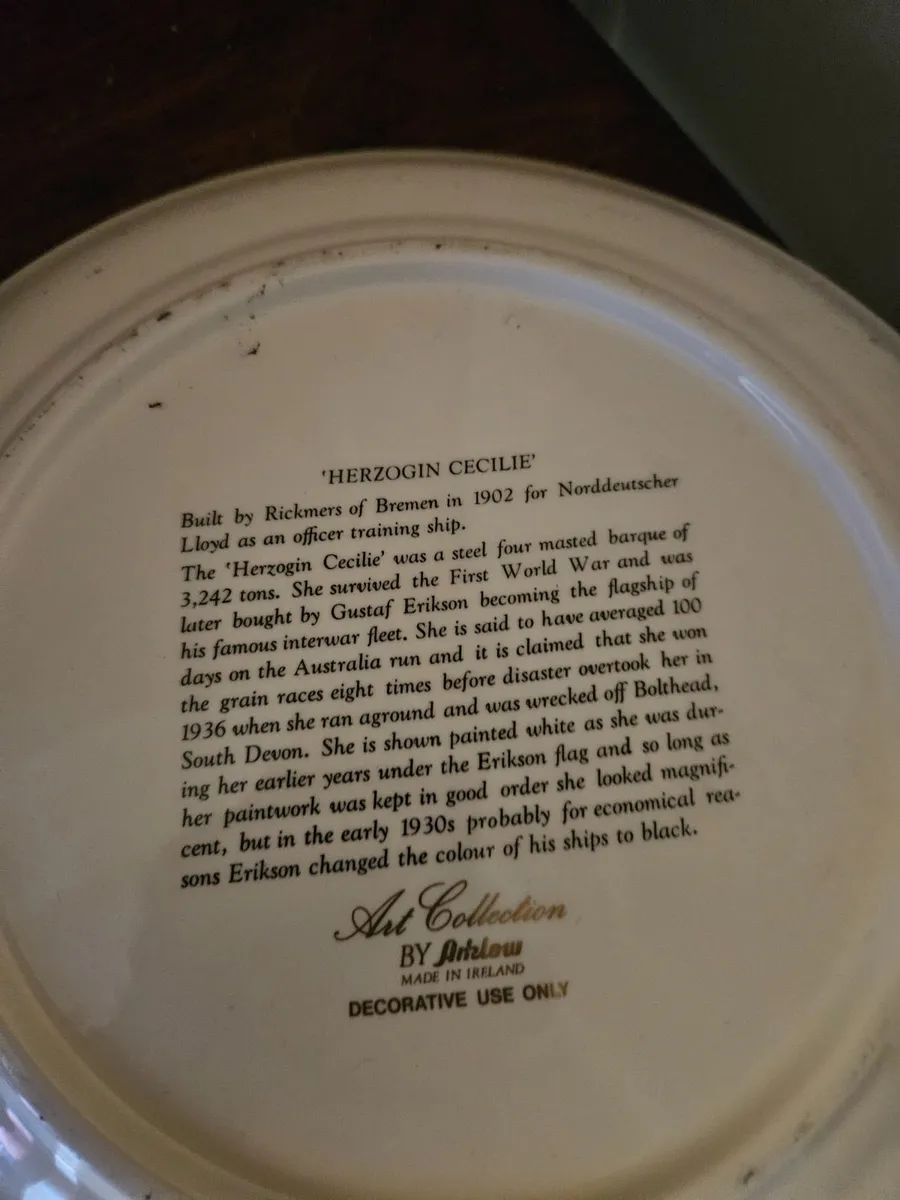 'HERZOGIN CECILIE'
Built by Rickmers of Bremen in 1902 for Norddeutscher
Lloyd as an officer training ship.
The 'Herzogin Cecilie' was a steel four masted barque of
3,242 tons. She survived the First World War and was
later bought by Gustaf Erikson becoming the flagship of
his famous interwar fleet. She is said to have averaged 100
days on the Australia run and it is claimed that she won
the grain races eight times before disaster overtook her in
1936 when she ran aground and was wrecked off Bolthead,
South Devon. She is shown painted white as she was dur-
ing her earlier years under the Erikson flag and so long as
her paintwork was kept in good order she looked magnifi-
cent, but in the early 1930s probably for economical rea-
sons Erikson changed the colour of his ships to black.
Art Collection
BY Arklow
MADE IN IRELAND
DECORATIVE USE ONLY